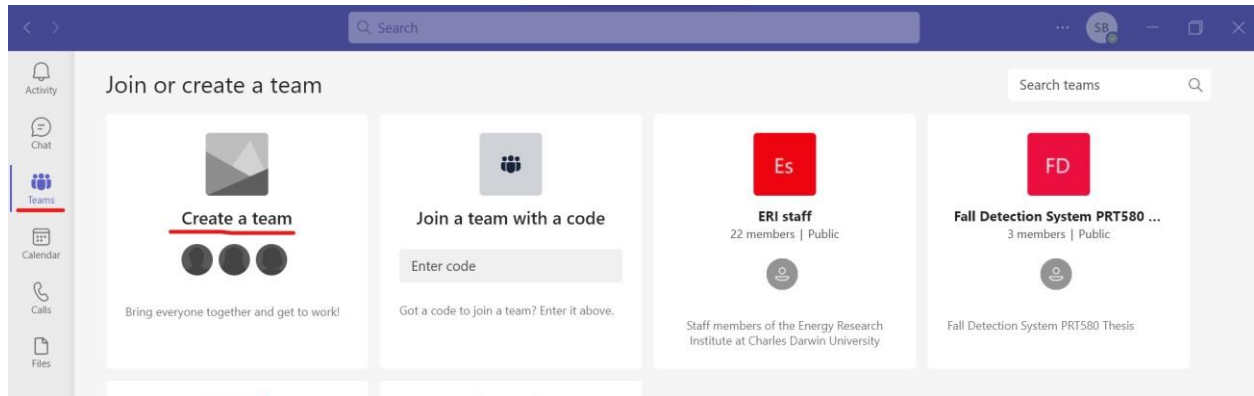 Search
SB
Activity
Chat
Teams
Calendar
Calls
Files
Join or create a team
Search teams
Create a team
Bring everyone together and get to work!
Join a team with a code
Enter code
Got a code to join a team? Enter it above.
Es
ERI staff
22 members | Public
Staff members of the Energy Research
Institute at Charles Darwin University
FD
Fall Detection System PRT580 ...
3 members | Public
Fall Detection System PRT580 Thesis